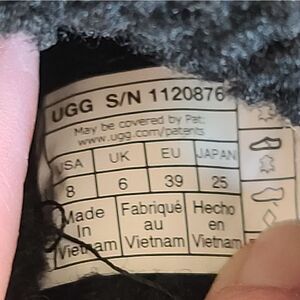 UGG S/N 1120876
May be covered by Pat:
www.ugg.com/patents
USA UK EU JAPAN
8 6 39 25
Made Fabriqué Hecho
In au en
Vietnam Vietnam Vietnam